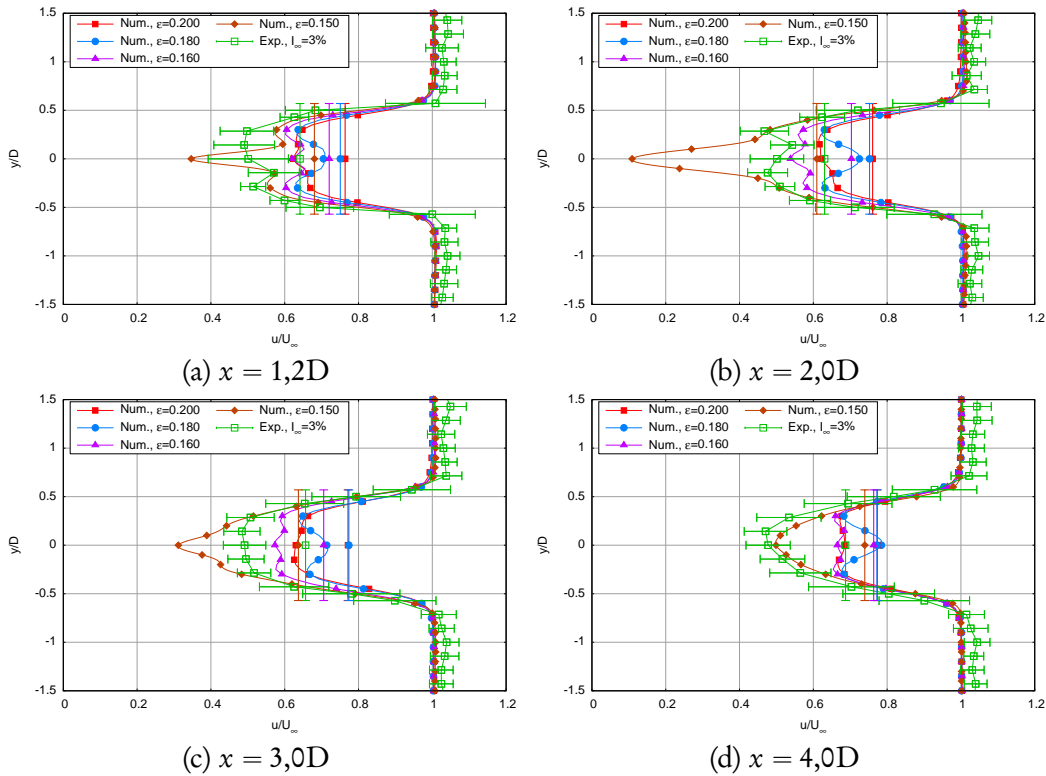 1.5
1
0.5
0
-0.5
-1
-1.5
y/D
Num., ε=0.200
Num., ε=0.180
Num., ε=0.160
Num., ε=0.150
Exp., I∞=3%
0 0.2 0.4 0.6 0.8 1 1.2
u/U∞
(a) x = 1,2D
1.5
1
0.5
0
-0.5
-1
-1.5
y/D
Num., ε=0.200
Num., ε=0.180
Num., ε=0.160
Num., ε=0.150
Exp., I∞=3%
0 0.2 0.4 0.6 0.8 1 1.2
u/U∞
(b) x = 2,0D
1.5
1
0.5
0
-0.5
-1
-1.5
y/D
Num., ε=0.200
Num., ε=0.180
Num., ε=0.160
Num., ε=0.150
Exp., I∞=3%
0 0.2 0.4 0.6 0.8 1 1.2
u/U∞
(c) x = 3,0D
1.5
1
0.5
0
-0.5
-1
-1.5
y/D
Num., ε=0.200
Num., ε=0.180
Num., ε=0.160
Num., ε=0.150
Exp., I∞=3%
0 0.2 0.4 0.6 0.8 1 1.2
u/U∞
(d) x = 4,0D